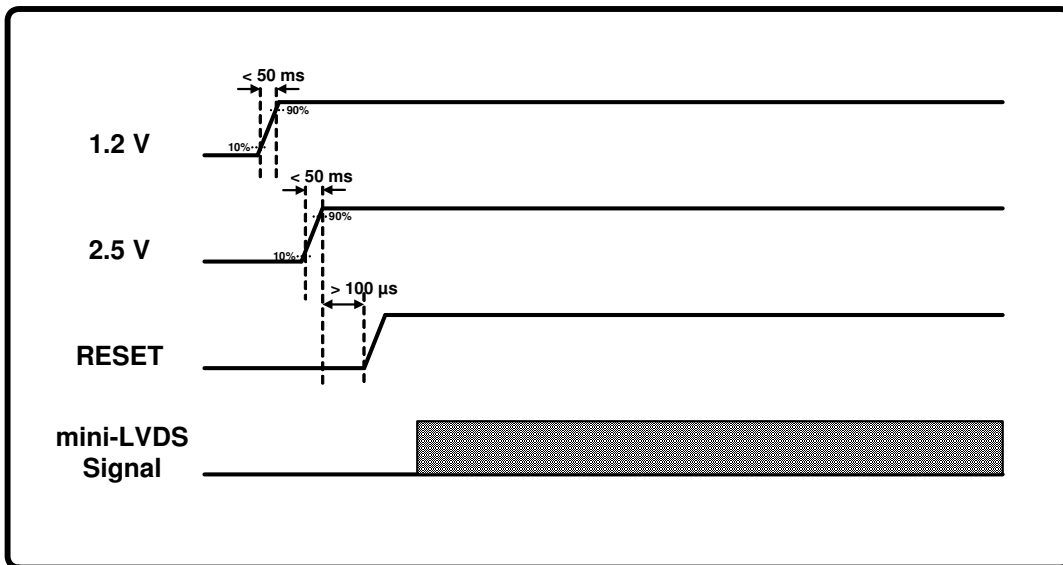 < 50 ms
90%
1.2 V
10%
< 50 ms
90%
2.5 V
10%
> 100 µs
RESET
mini-LVDS
Signal